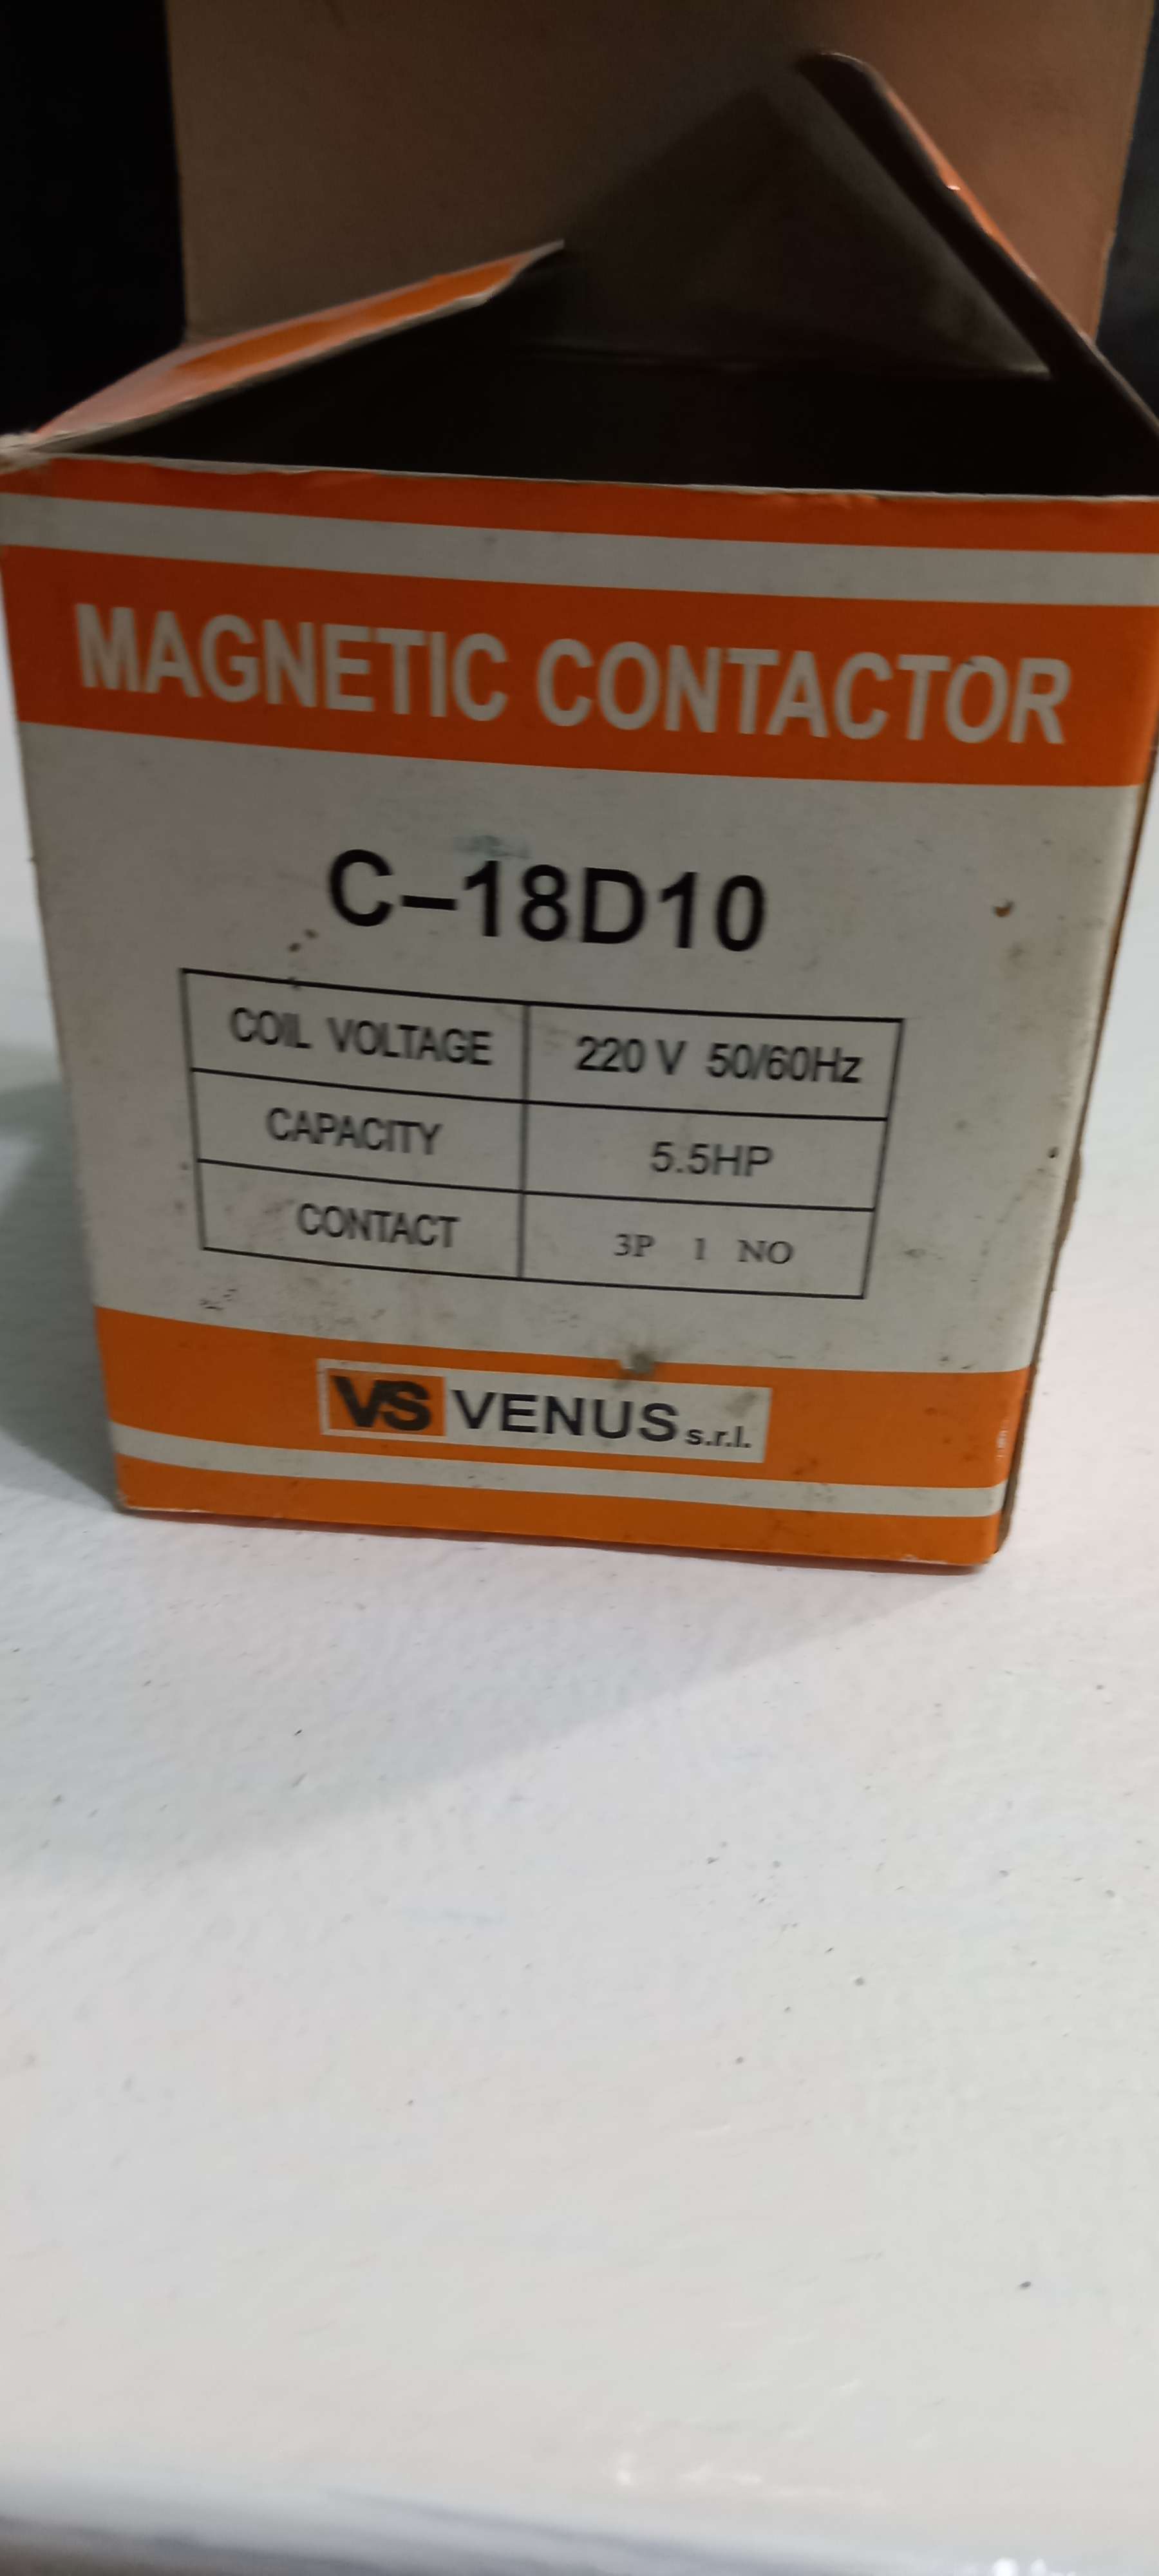 MAGNETIC CONTACTOR
C-18D10
COIL VOLTAGE 220 V 50/60Hz
CAPACITY 5.5HP
CONTACT 3P 1 NO
VS VENUS s.r.l.